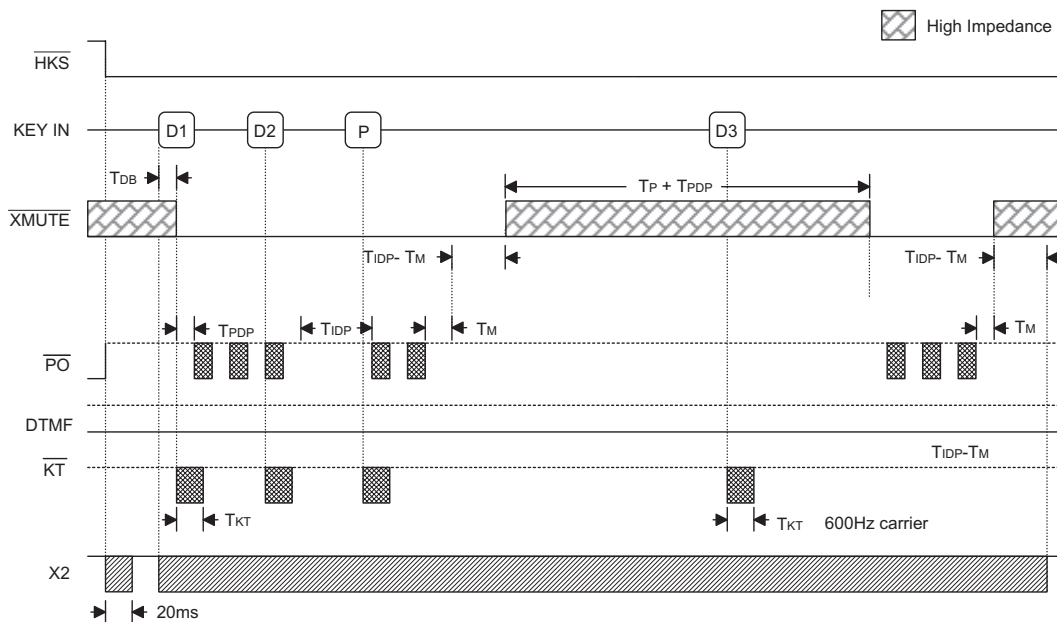 High Impedance
HKS
KEY IN
D1 D2 P D3
TDB
TP + TPDP
XMUTE
TIDP- TM TIDP- TM
TPDP TIDP TM TM
PO
DTMF
KT
TIDP-TM
TKT TKT 600Hz carrier
X2
20ms